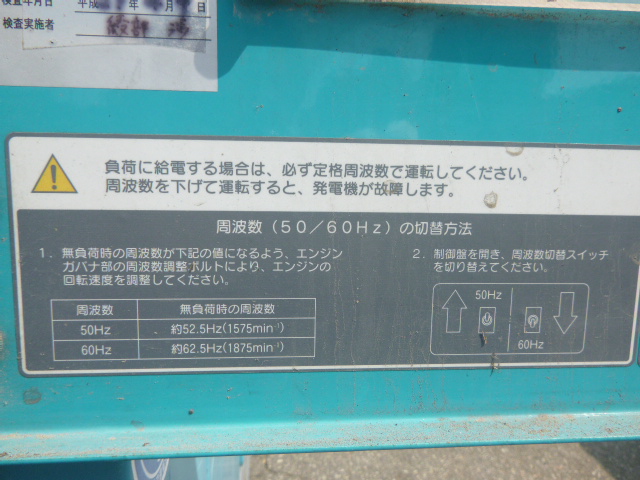 検査年月日 平成 年 月
検査実施者
負荷に給電する場合は、必ず定格周波数で運転してください。
周波数を下げて運転すると、発電機が故障します。
周波数（50／60Hz）の切替方法
1．無負荷時の周波数が下記の値になるよう、エンジン
ガバナ部の周波数調整ボルトにより、エンジンの
回転速度を調整してください。
周波数 無負荷時の周波数
50Hz 約52.5Hz(1575min⁻¹)
60Hz 約62.5Hz(1875min⁻¹)
2．制御盤を開き、周波数切替スイッチ
を切り替えてください。
50Hz
60Hz